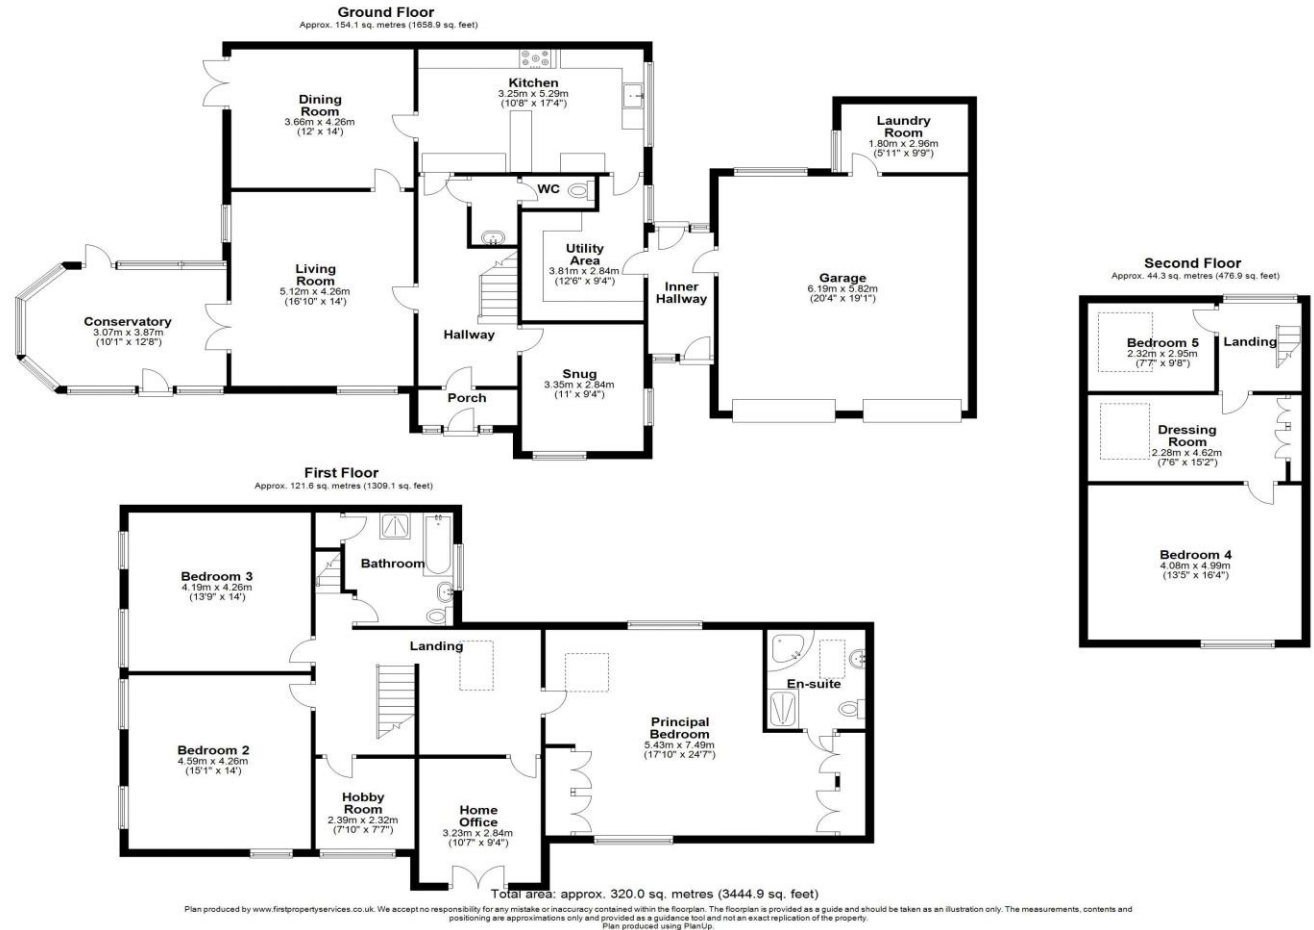 Ground Floor
Approx. 154.1 sq. metres (1658.9 sq. feet)
Dining
Room
3.66m x 4.26m
(12' x 14')
Kitchen
3.25m x 5.29m
(10'8" x 17'4")
Laundry
Room
1.80m x 2.96m
(5'11" x 9'9")
WC
Utility
Area
3.81m x 2.84m
(12'6" x 9'4")
Living
Room
5.12m x 4.26m
(16'10" x 14')
Inner
Hallway
Garage
6.19m x 5.82m
(20'4" x 19'1")
Conservatory
3.07m x 3.87m
(10'1" x 12'8")
Hallway
Snug
3.35m x 2.84m
(11' x 9'4")
Porch
Second Floor
Approx. 44.3 sq. metres (476.9 sq. feet)
Bedroom 5
2.32m x 2.95m
(7'7" x 9'8")
Landing
Dressing
Room
2.28m x 4.62m
(7'6" x 15'2")
Bedroom 4
4.08m x 4.99m
(13'5" x 16'4")
First Floor
Approx. 121.6 sq. metres (1309.1 sq. feet)
Bedroom 3
4.19m x 4.26m
(13'9" x 14')
Bathroom
Landing
En-suite
Principal
Bedroom
5.43m x 7.49m
(17'10" x 24'7")
Bedroom 2
4.59m x 4.26m
(15'1" x 14')
Hobby
Room
2.39m x 2.32m
(7'10" x 7'7")
Home
Office
3.23m x 2.84m
(10'7" x 9'4")
Total area: approx. 320.0 sq. metres (3444.9 sq. feet)
Plan produced by www.firstpropertyservices.co.uk. We accept no responsibility for any mistake or inaccuracy contained within the floorplan. The floorplan is provided as a guide and should be taken as an illustration only. The measurements, contents and
positioning are approximations only and provided as a guidance tool and not an exact replication of the property.
Plan produced using PlanUp.